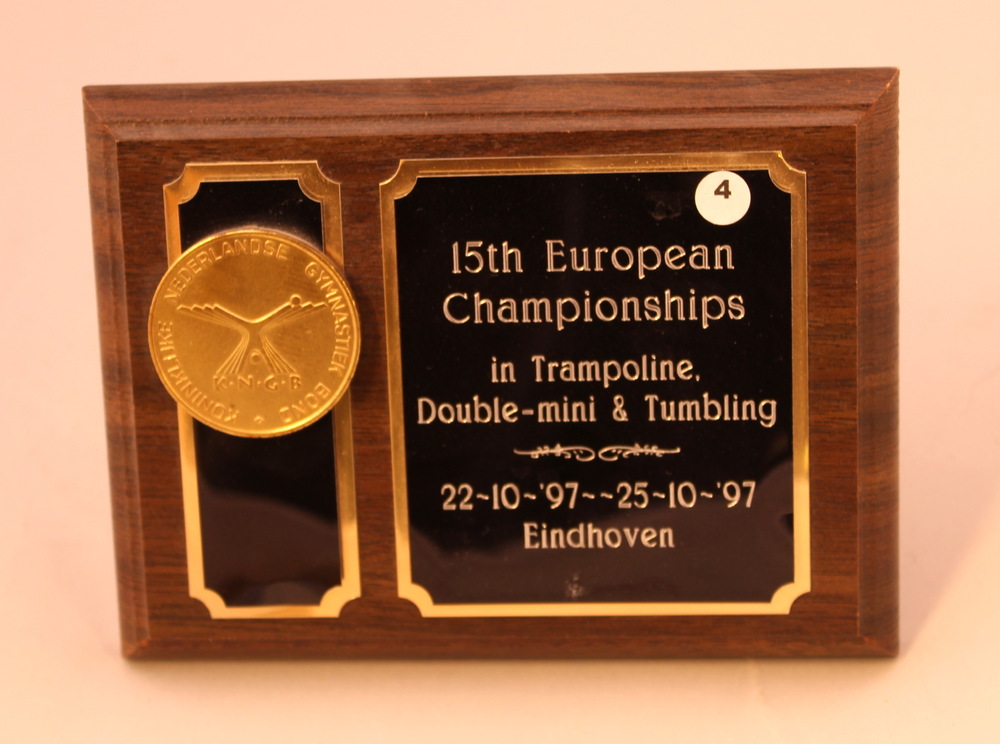 KONINKLIJKE NEDERLANDSE GYMNASTIEK BOND
K·N·G·B
4
15th European
Championships
in Trampoline,
Double-mini & Tumbling
22~10~'97~~25~10~'97
Eindhoven